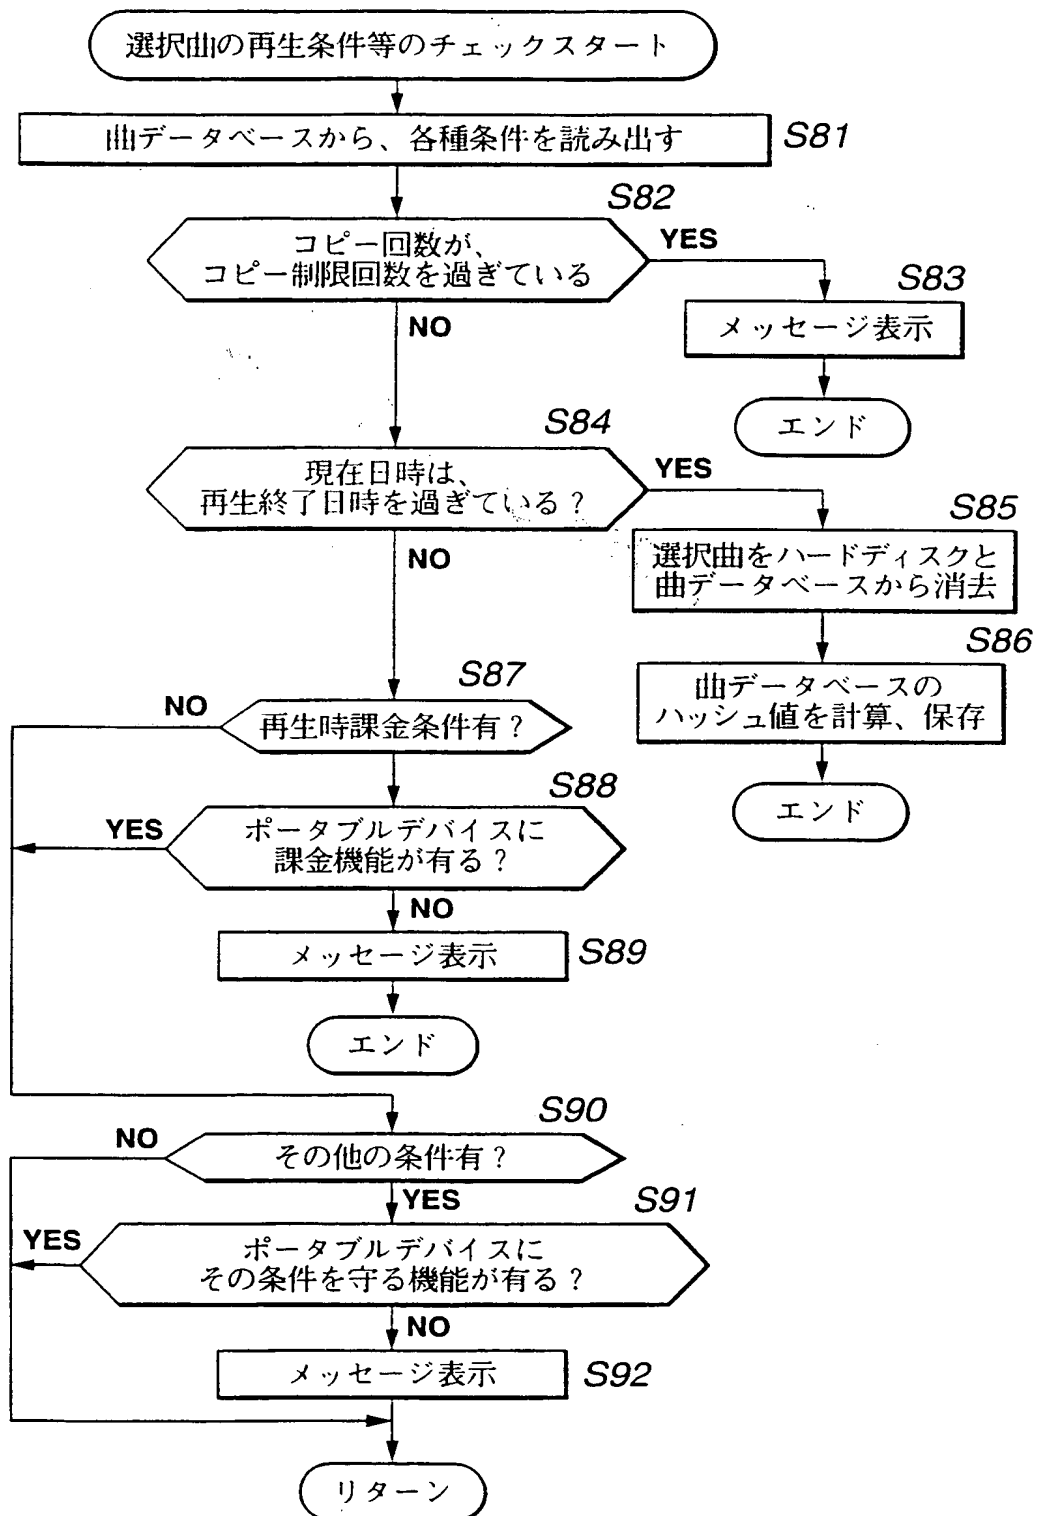 選択曲の再生条件等のチェックスタート
曲データベースから、各種条件を読み出す
S81
S82
コピー回数が、
コピー制限回数を過ぎている
YES
NO
S83
メッセージ表示
エンド
S84
現在日時は、
再生終了日時を過ぎている?
YES
NO
S85
選択曲をハードディスクと
曲データベースから消去
S86
曲データベースの
ハッシュ値を計算、保存
エンド
S87
NO
再生時課金条件有?
S88
YES
ポータブルデバイスに
課金機能が有る?
NO
メッセージ表示
S89
エンド
S90
NO
その他の条件有?
YES
S91
YES
ポータブルデバイスに
その条件を守る機能が有る?
NO
メッセージ表示
S92
リターン